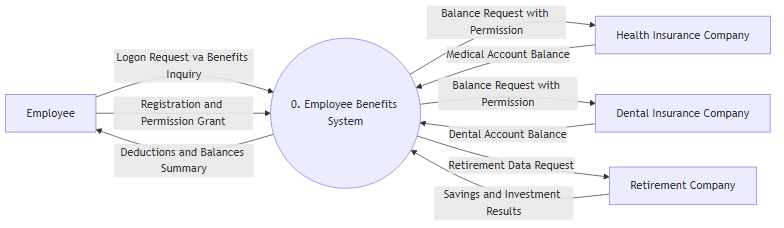 Employee
Logon Request va Benefits
Inquiry
Registration and
Permission Grant
Deductions and Balances
Summary
0. Employee Benefits
System
Balance Request with
Permission
Medical Account Balance
Balance Request with
Permission
Dental Account Balance
Retirement Data Request
Savings and Investment
Results
Health Insurance Company
Dental Insurance Company
Retirement Company